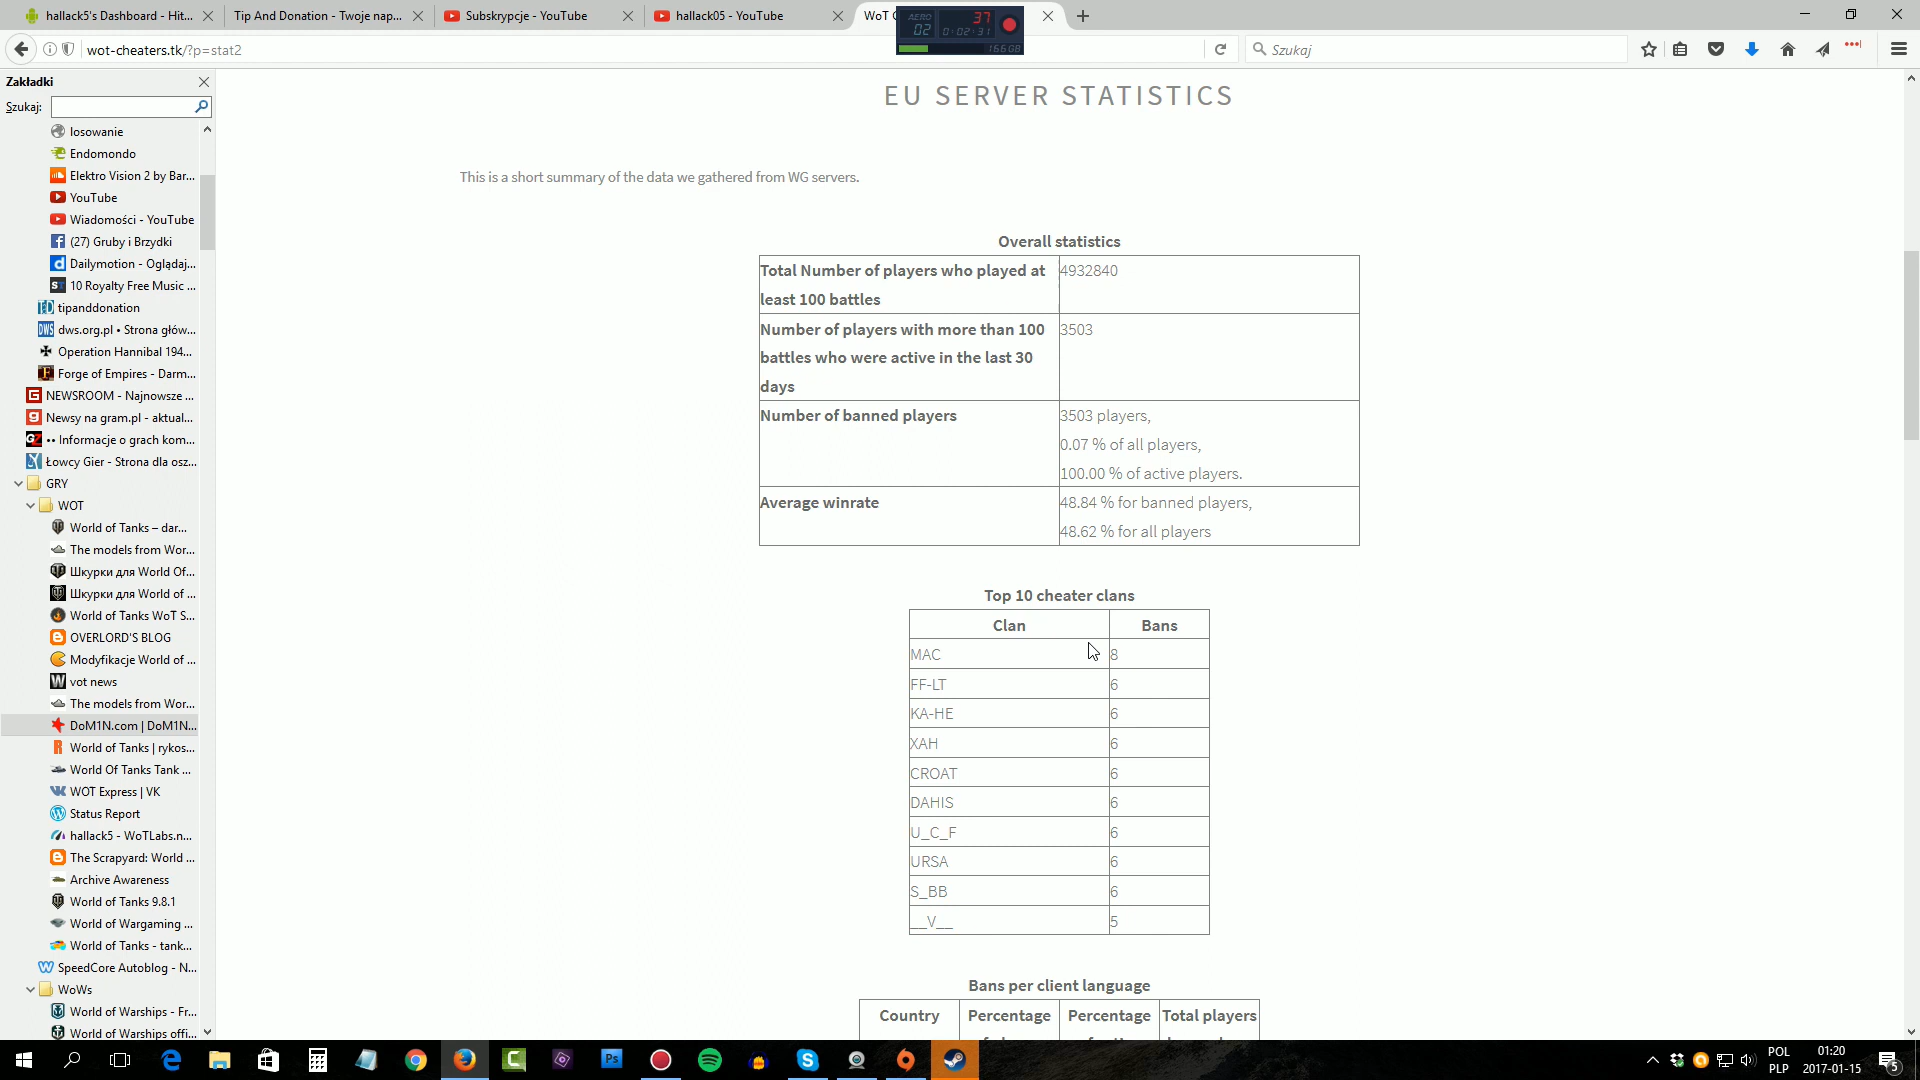 hallack5's Dashboard - Hit...
Tip And Donation - Twoje nap...
Subskrypcje - YouTube
hallack05 - YouTube
WoT
AERO
02
37
0:02:31
166GB
wot-cheaters.tk/?p=stat2
Szukaj
Zakładki
Szukaj:
losowanie
Endomondo
Elektro Vision 2 by Bar...
YouTube
Wiadomości - YouTube
(27) Gruby i Brzydki
Dailymotion - Oglądaj...
10 Royalty Free Music ...
tipanddonation
dws.org.pl • Strona głów...
Operation Hannibal 194...
Forge of Empires - Darm...
NEWSROOM - Najnowsze ...
Newsy na gram.pl - aktual...
•• Informacje o grach kom...
Łowcy Gier - Strona dla osz...
GRY
WOT
World of Tanks – dar...
The models from Wor...
Шкурки для World Of...
Шкурки для World of ...
World of Tanks WoT S...
OVERLORD'S BLOG
Modyfikacje World of ...
vot news
The models from Wor...
DoM1N.com | DoM1N...
World of Tanks | rykos...
World Of Tanks Tank ...
WOT Express | VK
Status Report
hallack5 - WoTLabs.n...
The Scrapyard: World ...
Archive Awareness
World of Tanks 9.8.1
World of Wargaming ...
World of Tanks - tank...
SpeedCore Autoblog - N...
WoWs
World of Warships - Fr...
World of Warships offi...
EU SERVER STATISTICS
This is a short summary of the data we gathered from WG servers.
Overall statistics
Total Number of players who played at least 100 battles 4932840
Number of players with more than 100 battles who were active in the last 30 days 3503
Number of banned players 3503 players,
0.07 % of all players,
100.00 % of active players.
Average winrate 48.84 % for banned players,
48.62 % for all players
Top 10 cheater clans
Clan Bans
MAC 8
FF-LT 6
KA-HE 6
XAH 6
CROAT 6
DAHIS 6
U_C_F 6
URSA 6
S_BB 6
__V__ 5
Bans per client language
Country Percentage Percentage Total players
POL
PLP
01:20
2017-01-15
5